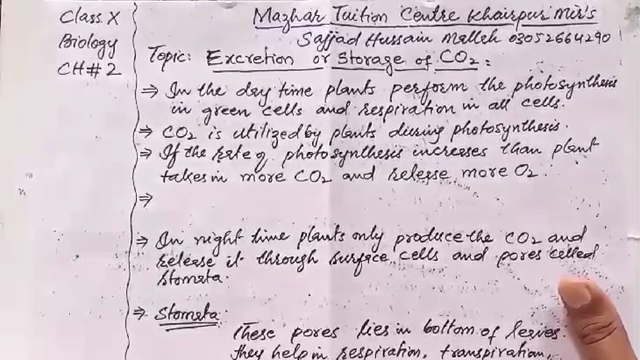 Class X
Biology
CH#2
Mazhar Tuition Centre Khairpur Mir's
Sajjad Hussain Malleh 03052664290
Topic: Excretion or Storage of CO₂:
⇒ In the day time plants perform the photosynthesis
in green cells and respiration in all cells.
⇒ CO₂ is utilized by plants during photosynthesis.
⇒ If the rate of photosynthesis increases than plant
takes in more CO₂ and release more O₂.
⇒
⇒ In night time plants only produce the CO₂ and
release it through surface cells and pores called
stomata.
⇒ Stomata:
These pores lies in bottom of leaves.
they help in respiration, transpiration,